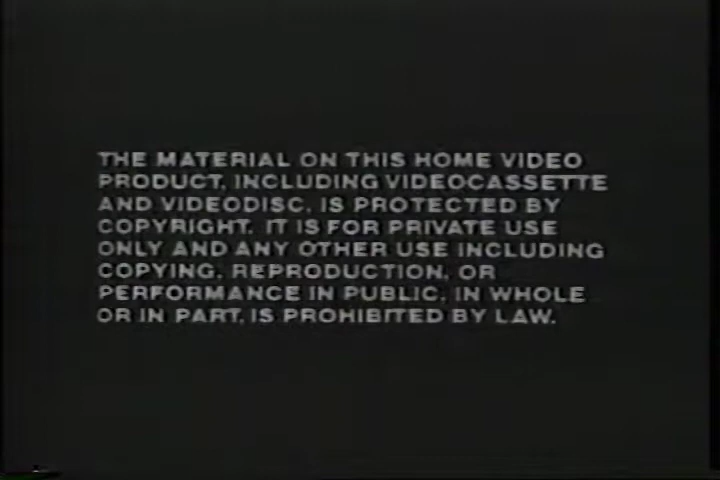 THE MATERIAL ON THIS HOME VIDEO
PRODUCT, INCLUDING VIDEOCASSETTE
AND VIDEODISC, IS PROTECTED BY
COPYRIGHT. IT IS FOR PRIVATE USE
ONLY AND ANY OTHER USE INCLUDING
COPYING, REPRODUCTION, OR
PERFORMANCE IN PUBLIC, IN WHOLE
OR IN PART, IS PROHIBITED BY LAW.